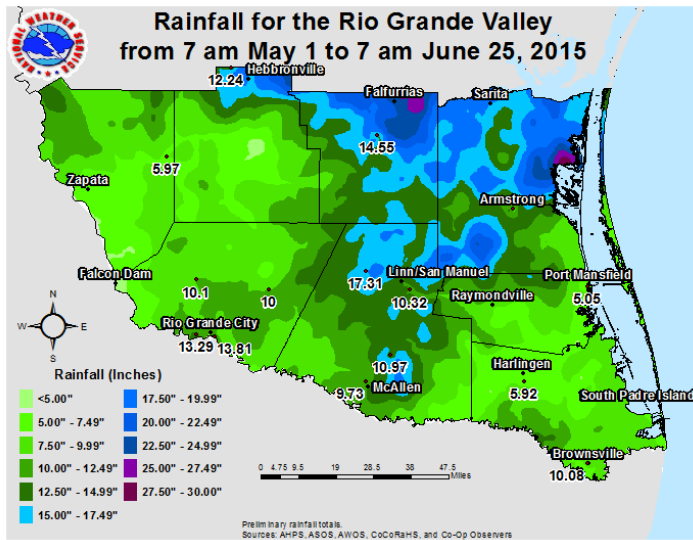 Rainfall for the Rio Grande Valley
from 7 am May 1 to 7 am June 25, 2015
NATIONAL WEATHER SERVICE
Hebbronville
12.24
Falfurrias
Sarita
14.55
5.97
Zapata
Armstrong
Falcon Dam
Linn/San Manuel
Port Mansfield
17.31
10.1
10
10.32
Raymondville
5.05
N
W
E
S
Rio Grande City
13.29
13.81
10.97
Harlingen
9.73
McAllen
5.92
South Padre Island
Brownsville
10.08
Rainfall (Inches)
<5.00"
5.00" - 7.49"
7.50" - 9.99"
10.00" - 12.49"
12.50" - 14.99"
15.00" - 17.49"
17.50" - 19.99"
20.00" - 22.49"
22.50" - 24.99"
25.00" - 27.49"
27.50" - 30.00"
0 4.75 9.5 19 28.5 38 47.5
Miles
Preliminary rainfall totals.
Sources: AHPS, ASOS, AWOS, CoCoRaHS, and Co-Op Observers